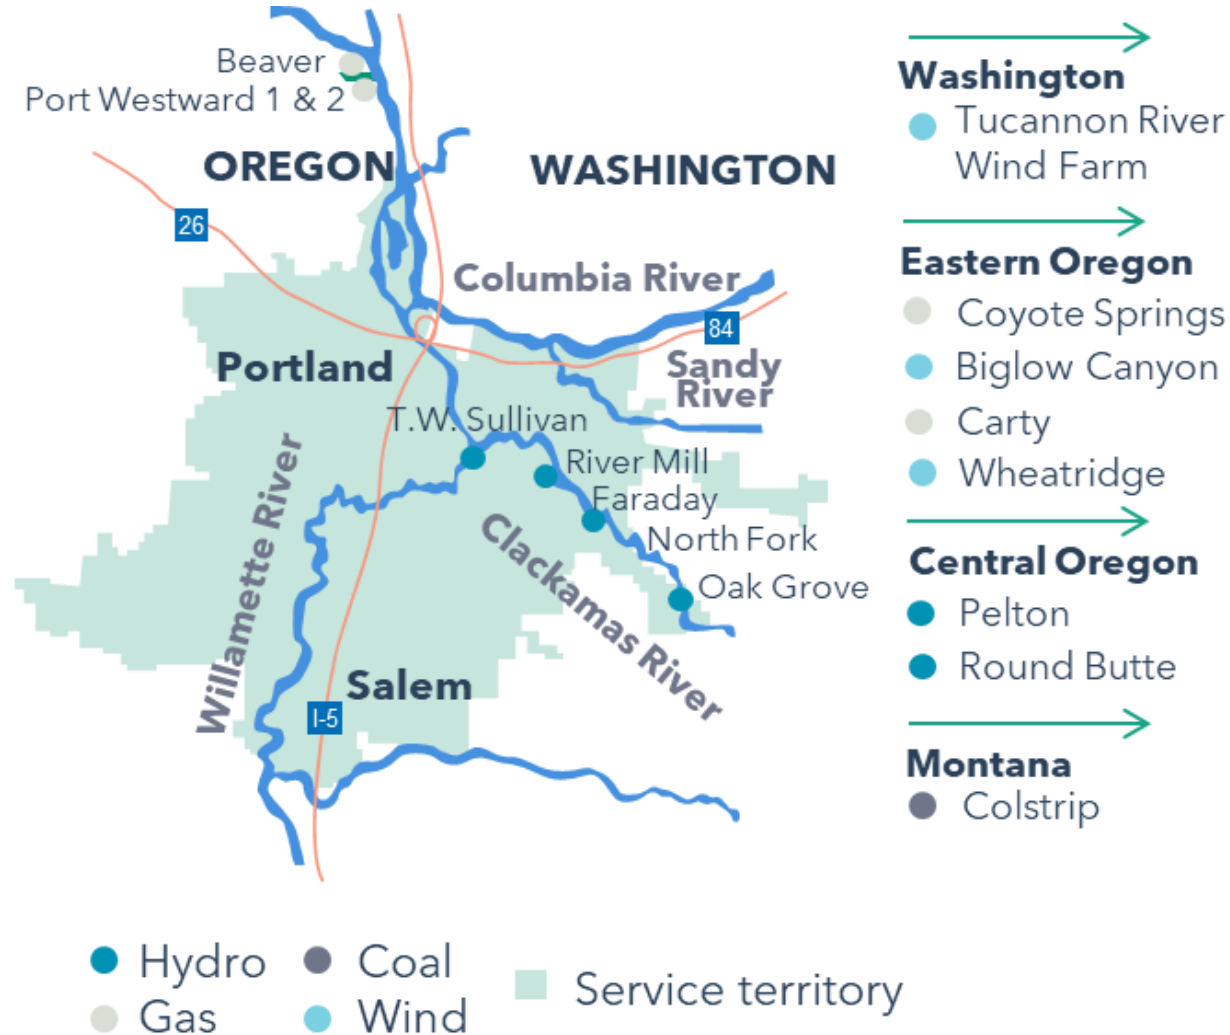 Beaver
Port Westward 1 & 2
OREGON
WASHINGTON
26
Columbia River
84
Portland
Sandy
River
T.W. Sullivan
River Mill
Faraday
North Fork
Oak Grove
Willamette River
Clackamas River
Salem
I-5
Washington
Tucannon River
Wind Farm
Eastern Oregon
Coyote Springs
Biglow Canyon
Carty
Wheatridge
Central Oregon
Pelton
Round Butte
Montana
Colstrip
Hydro
Coal
Gas
Wind
Service territory